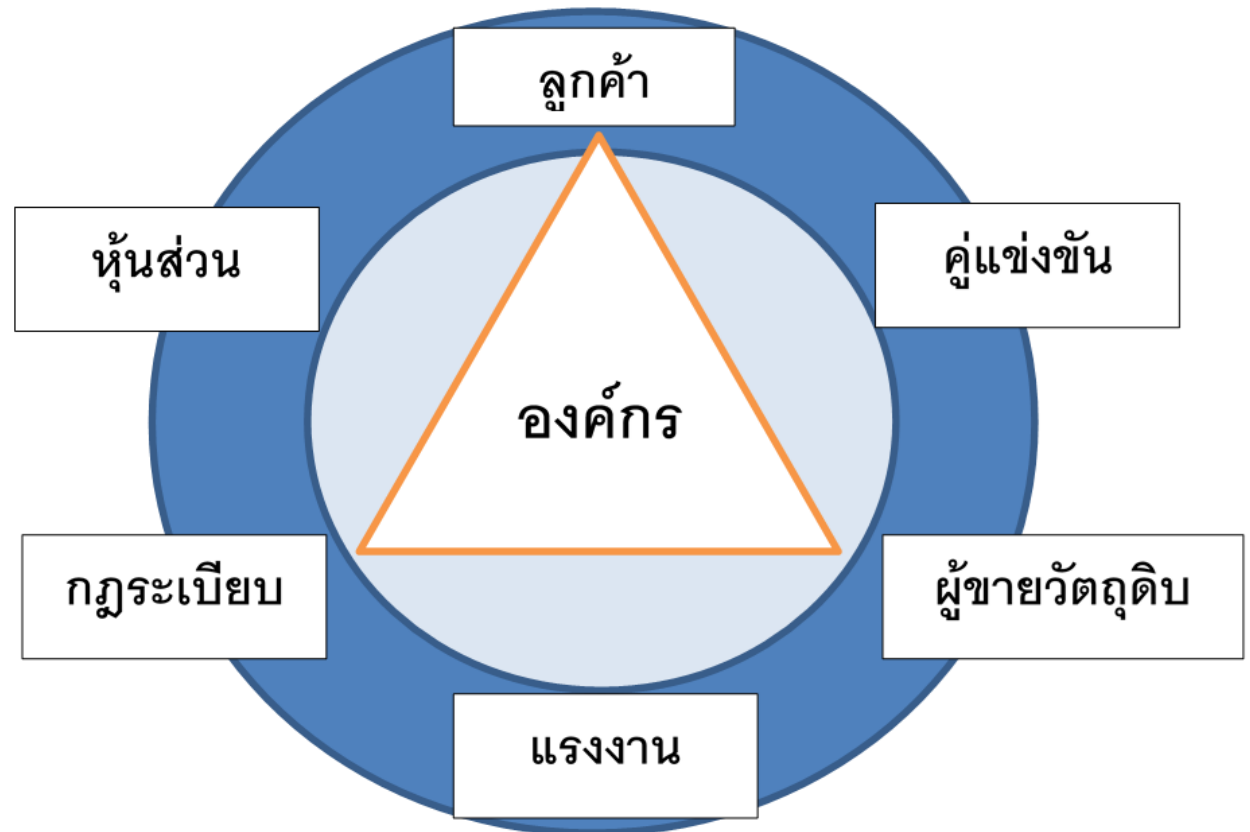 ลูกค้า
หุ้นส่วน
คู่แข่งขัน
องค์กร
กฎระเบียบ
ผู้ขายวัตถุดิบ
แรงงาน